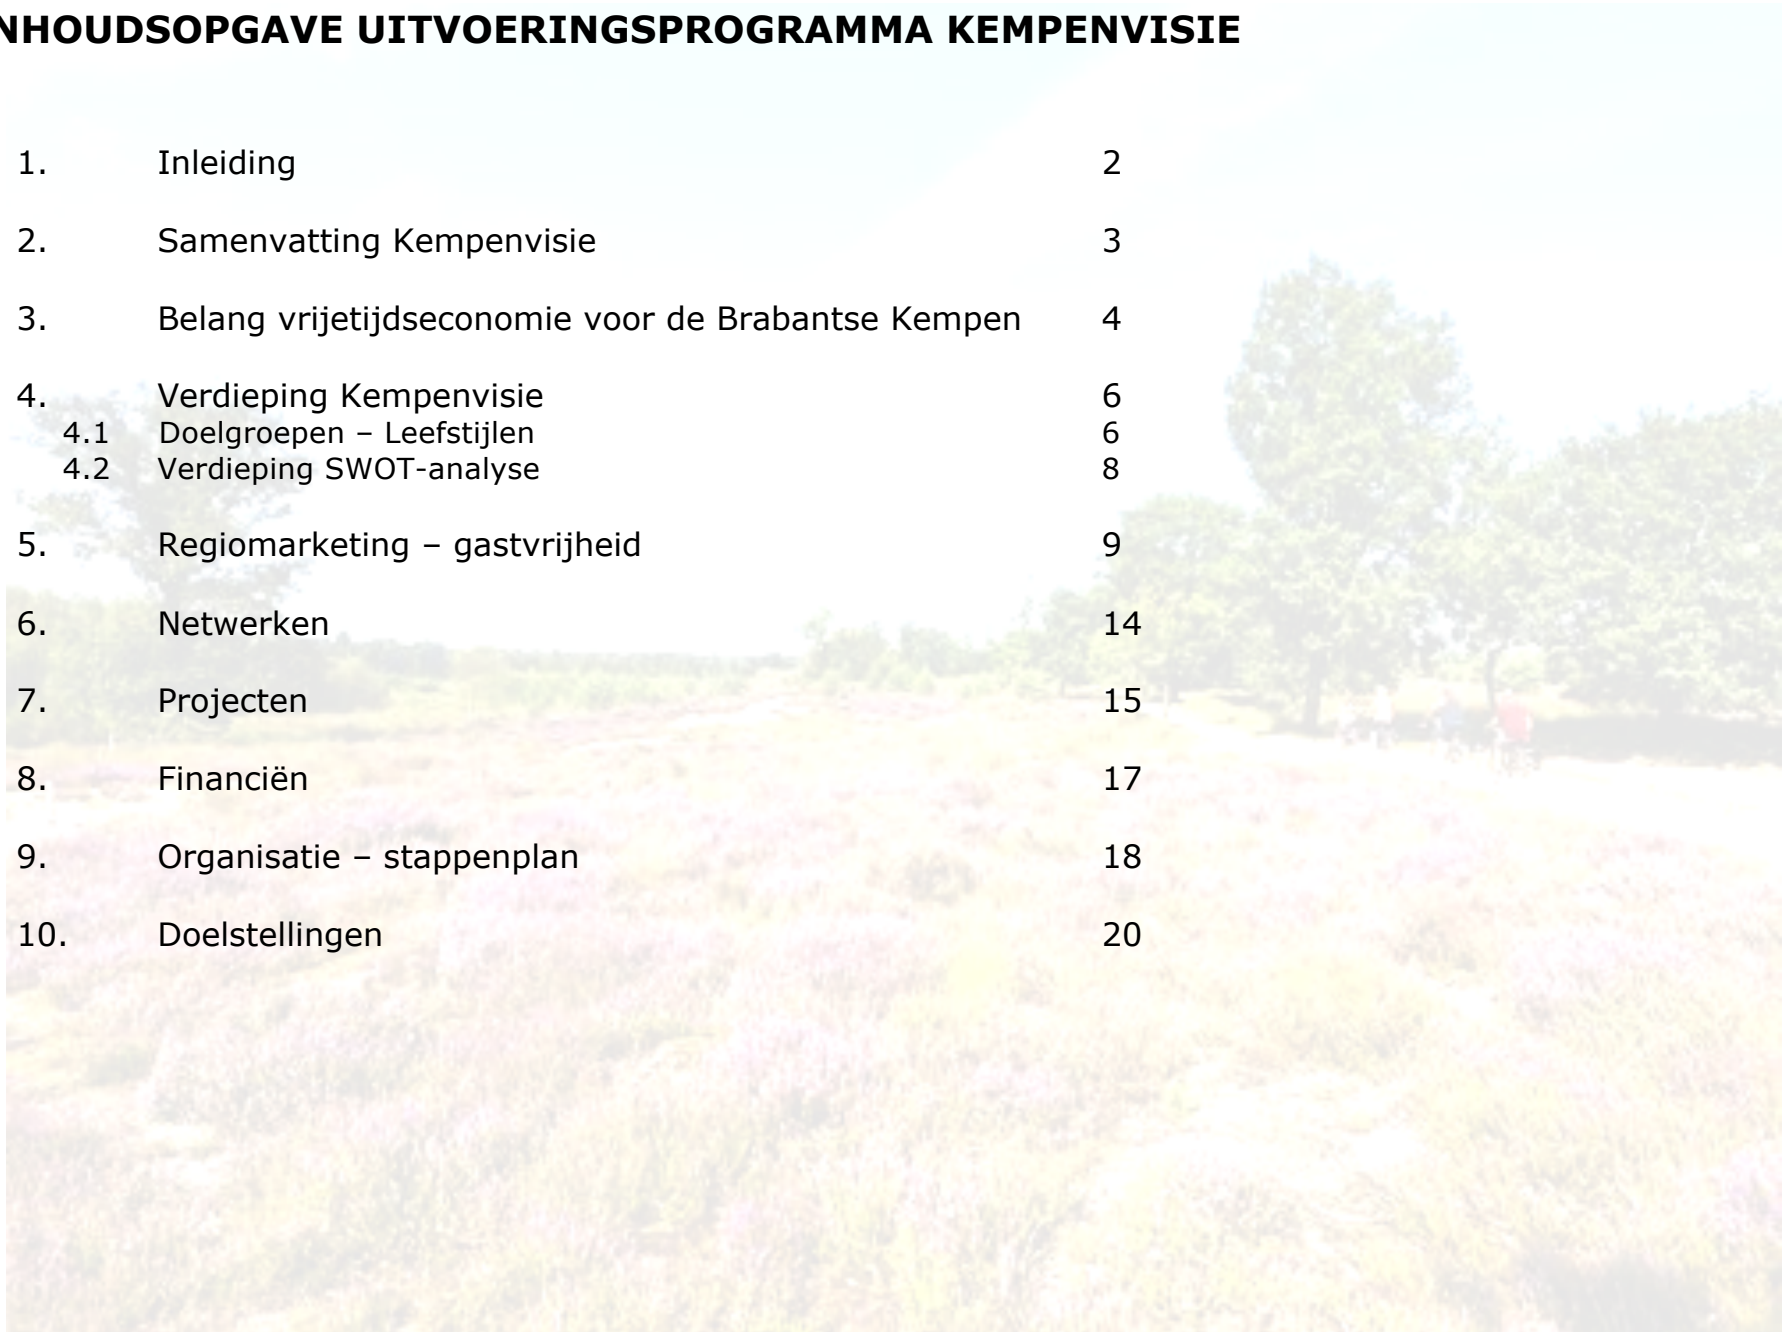 NHOUDSOPGAVE UITVOERINGSPROGRAMMA KEMPENVISIE
1. Inleiding 2
2. Samenvatting Kempenvisie 3
3. Belang vrijetijdseconomie voor de Brabantse Kempen 4
4. Verdieping Kempenvisie 6
4.1 Doelgroepen – Leefstijlen 6
4.2 Verdieping SWOT-analyse 8
5. Regiomarketing – gastvrijheid 9
6. Netwerken 14
7. Projecten 15
8. Financiën 17
9. Organisatie – stappenplan 18
10. Doelstellingen 20